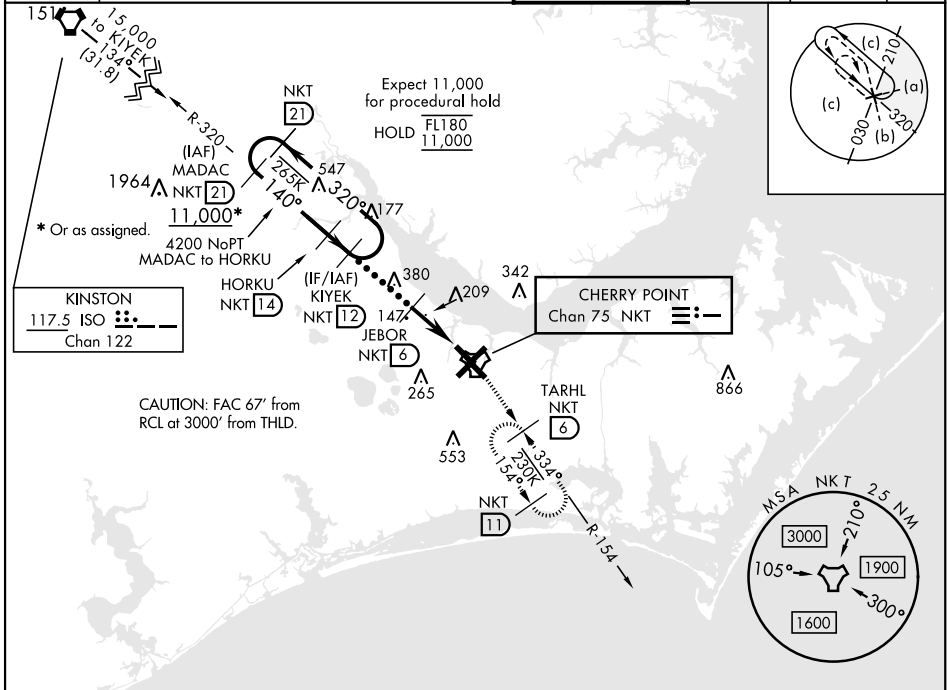 151°
15,000
to KIYEK
134°
(31.8)
R-320
(IAF)
MADAC
NKT 21
11,000*
* Or as assigned.
1964
4200 NoPT
MADAC to HORKU
NKT
21
265K
140°
547
320°
177
Expect 11,000
for procedural hold
HOLD FL180
11,000
HORKU
NKT 14
(IF/IAF)
KIYEK
NKT 12
380
147
209
342
JEBOR
NKT 6
265
KINSTON
117.5 ISO
Chan 122
CHERRY POINT
Chan 75 NKT
866
CAUTION: FAC 67' from
RCL at 3000' from THLD.
553
TARHL
NKT
6
230K
334°
154°
NKT
11
R-154
(c)
210
(a)
(c)
320
030
(b)
MSA NKT 25 NM
3000
210°
105°
1900
300°
1600